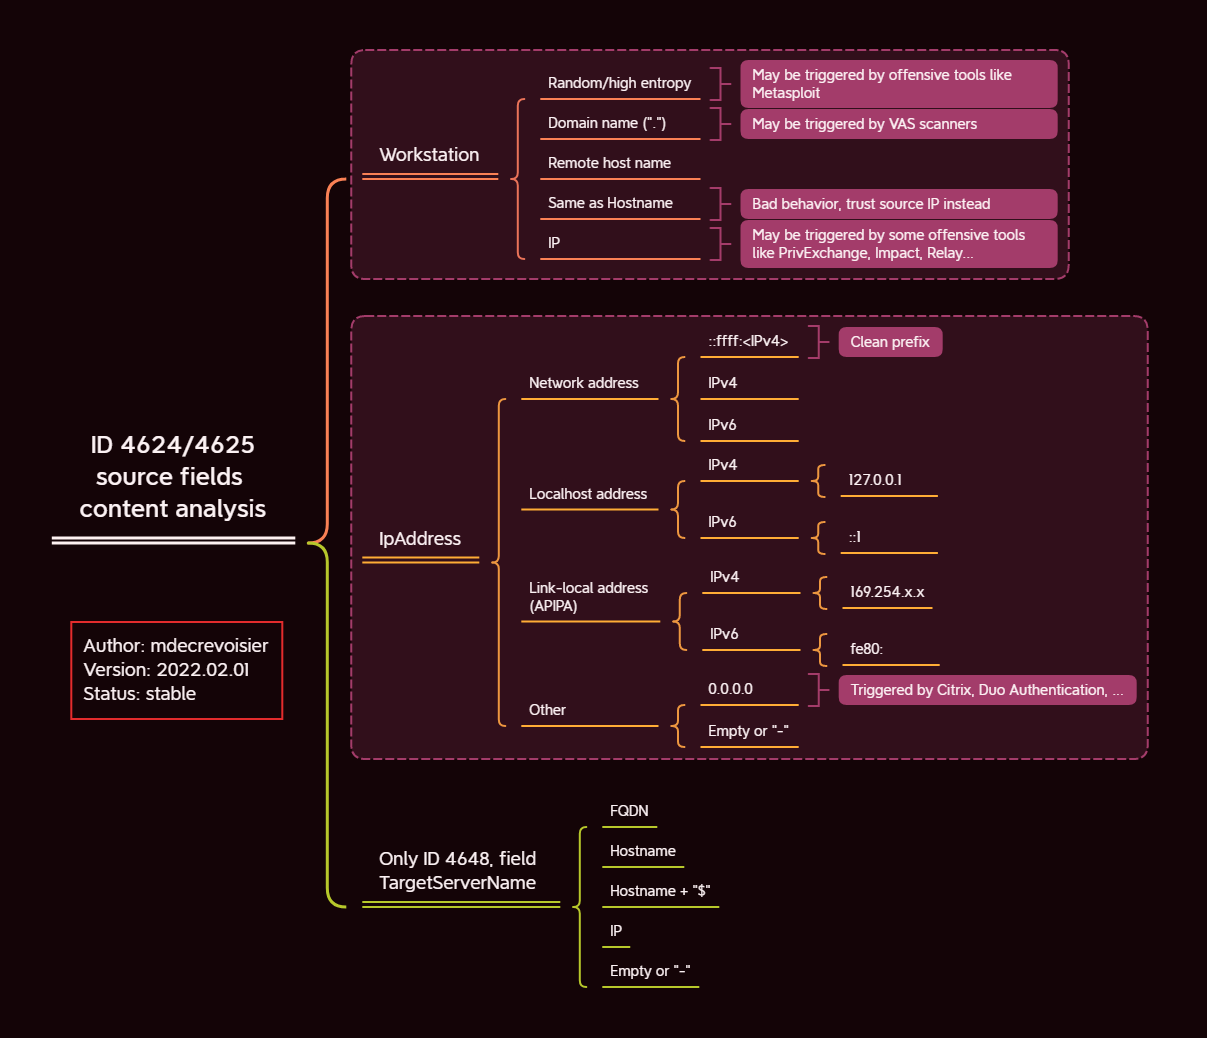 ID 4624/4625
source fields
content analysis
Author: mdecrevoisier
Version: 2022.02.01
Status: stable
Workstation
Random/high entropy
May be triggered by offensive tools like
Metasploit
Domain name (".")
May be triggered by VAS scanners
Remote host name
Same as Hostname
Bad behavior, trust source IP instead
IP
May be triggered by some offensive tools
like PrivExchange, Impact, Relay...
IpAddress
Network address
::ffff:<IPv4>
Clean prefix
IPv4
IPv6
Localhost address
IPv4
127.0.0.1
IPv6
::1
Link-local address
(APIPA)
IPv4
169.254.x.x
IPv6
fe80:
Other
0.0.0.0
Triggered by Citrix, Duo Authentication, ...
Empty or "-"
Only ID 4648, field
TargetServerName
FQDN
Hostname
Hostname + "$"
IP
Empty or "-"